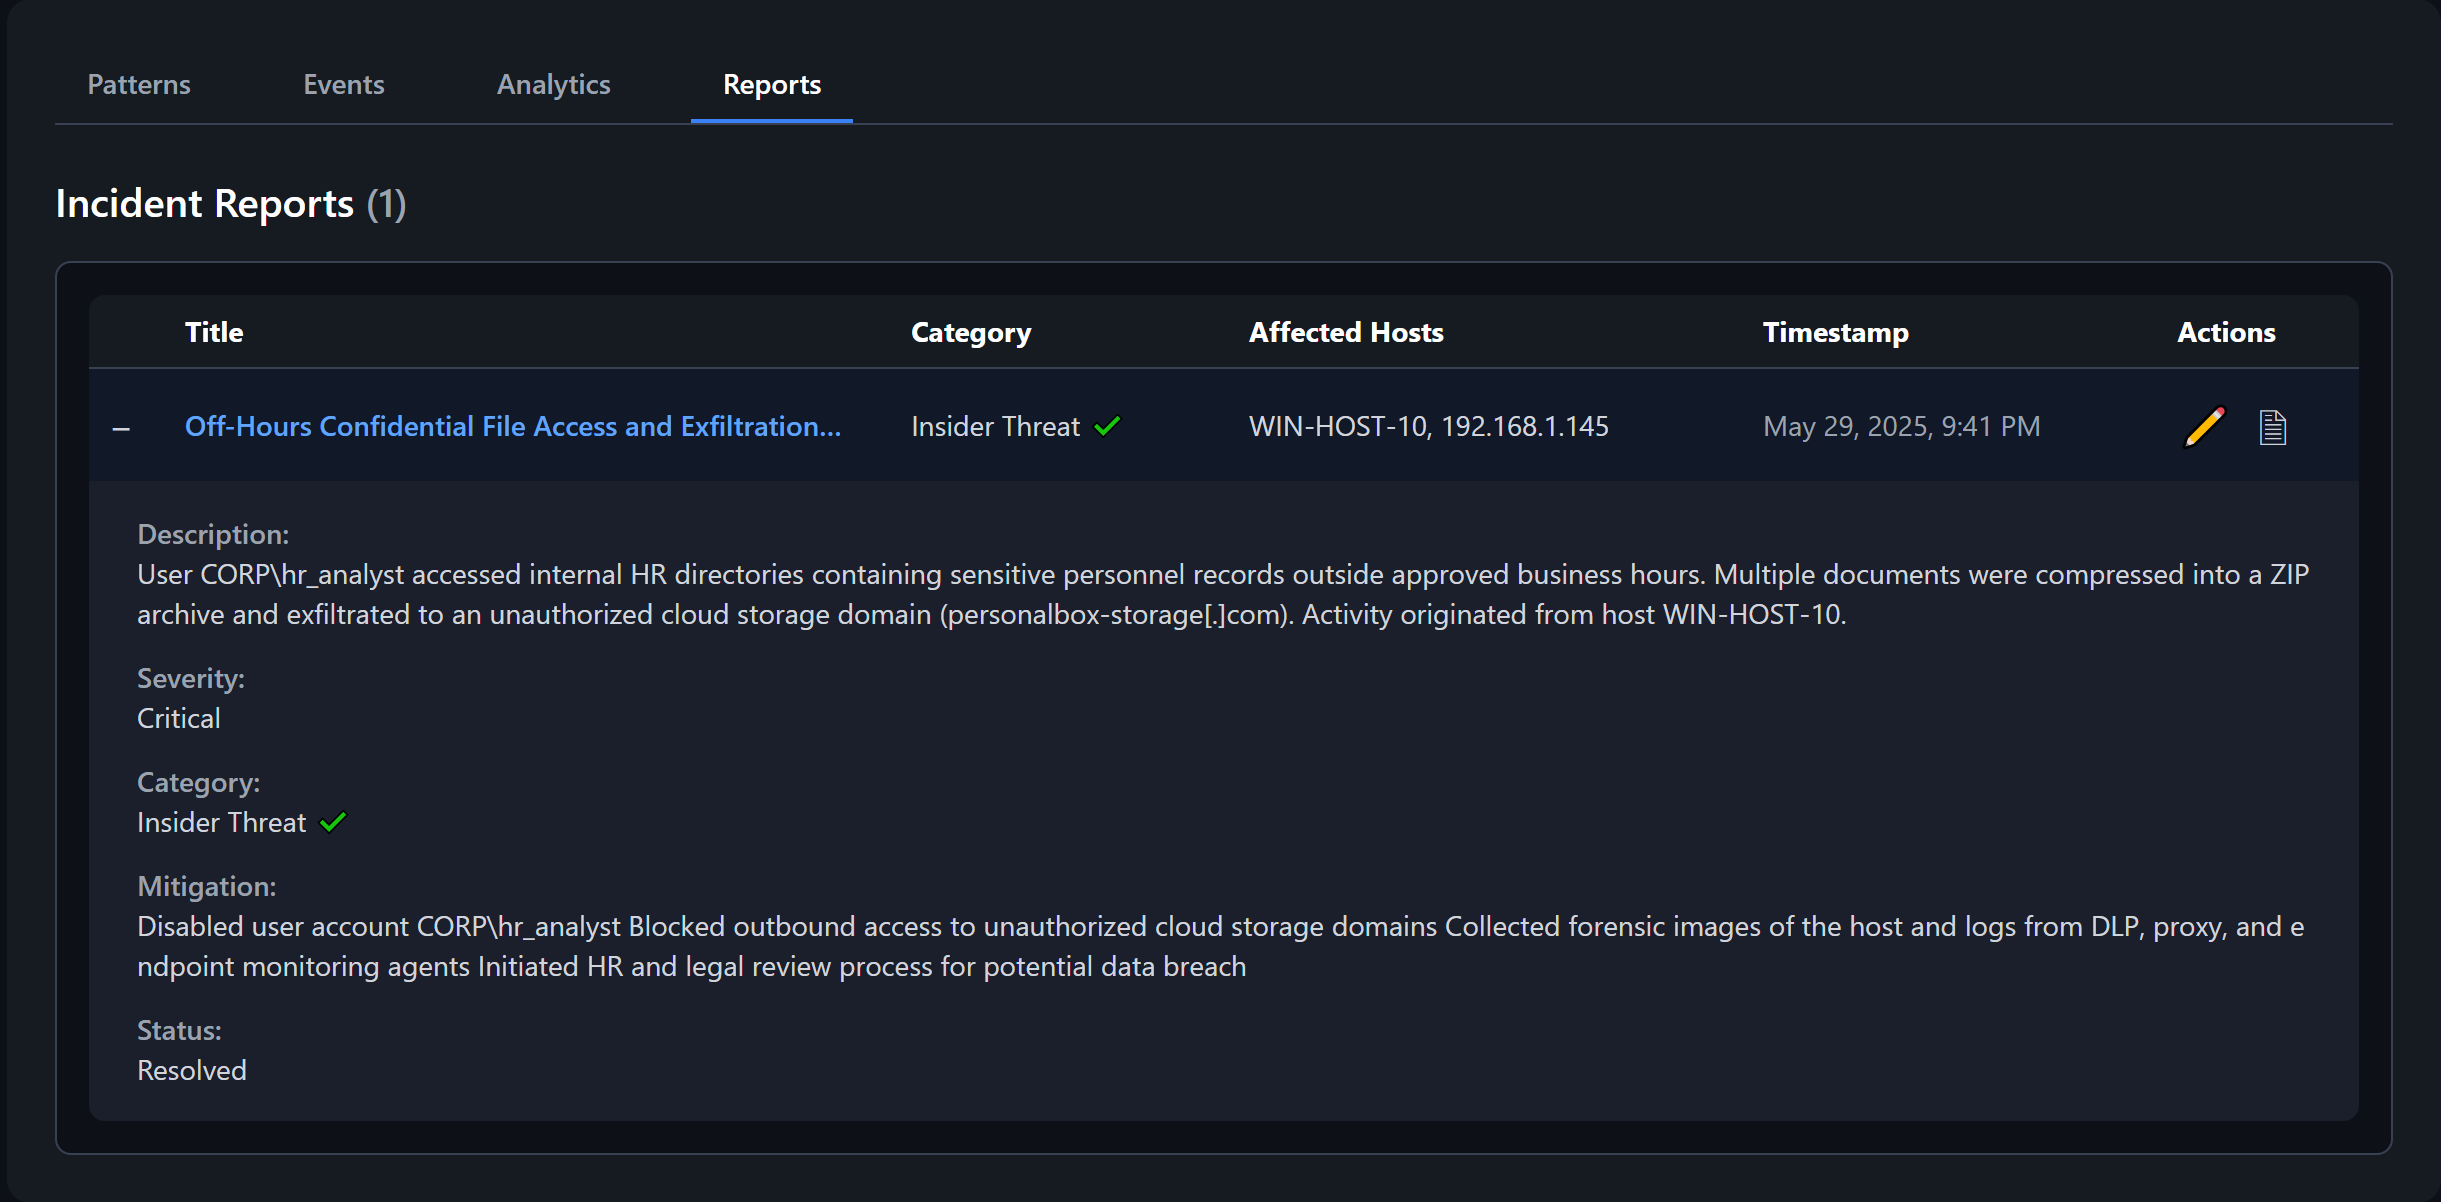 Patterns Events Analytics Reports
Incident Reports (1)
Title Category Affected Hosts Timestamp Actions
– Off-Hours Confidential File Access and Exfiltration... Insider Threat ✓ WIN-HOST-10, 192.168.1.145 May 29, 2025, 9:41 PM
Description:
User CORP\hr_analyst accessed internal HR directories containing sensitive personnel records outside approved business hours. Multiple documents were compressed into a ZIP
archive and exfiltrated to an unauthorized cloud storage domain (personalbox-storage[.]com). Activity originated from host WIN-HOST-10.
Severity:
Critical
Category:
Insider Threat ✓
Mitigation:
Disabled user account CORP\hr_analyst Blocked outbound access to unauthorized cloud storage domains Collected forensic images of the host and logs from DLP, proxy, and e
ndpoint monitoring agents Initiated HR and legal review process for potential data breach
Status:
Resolved